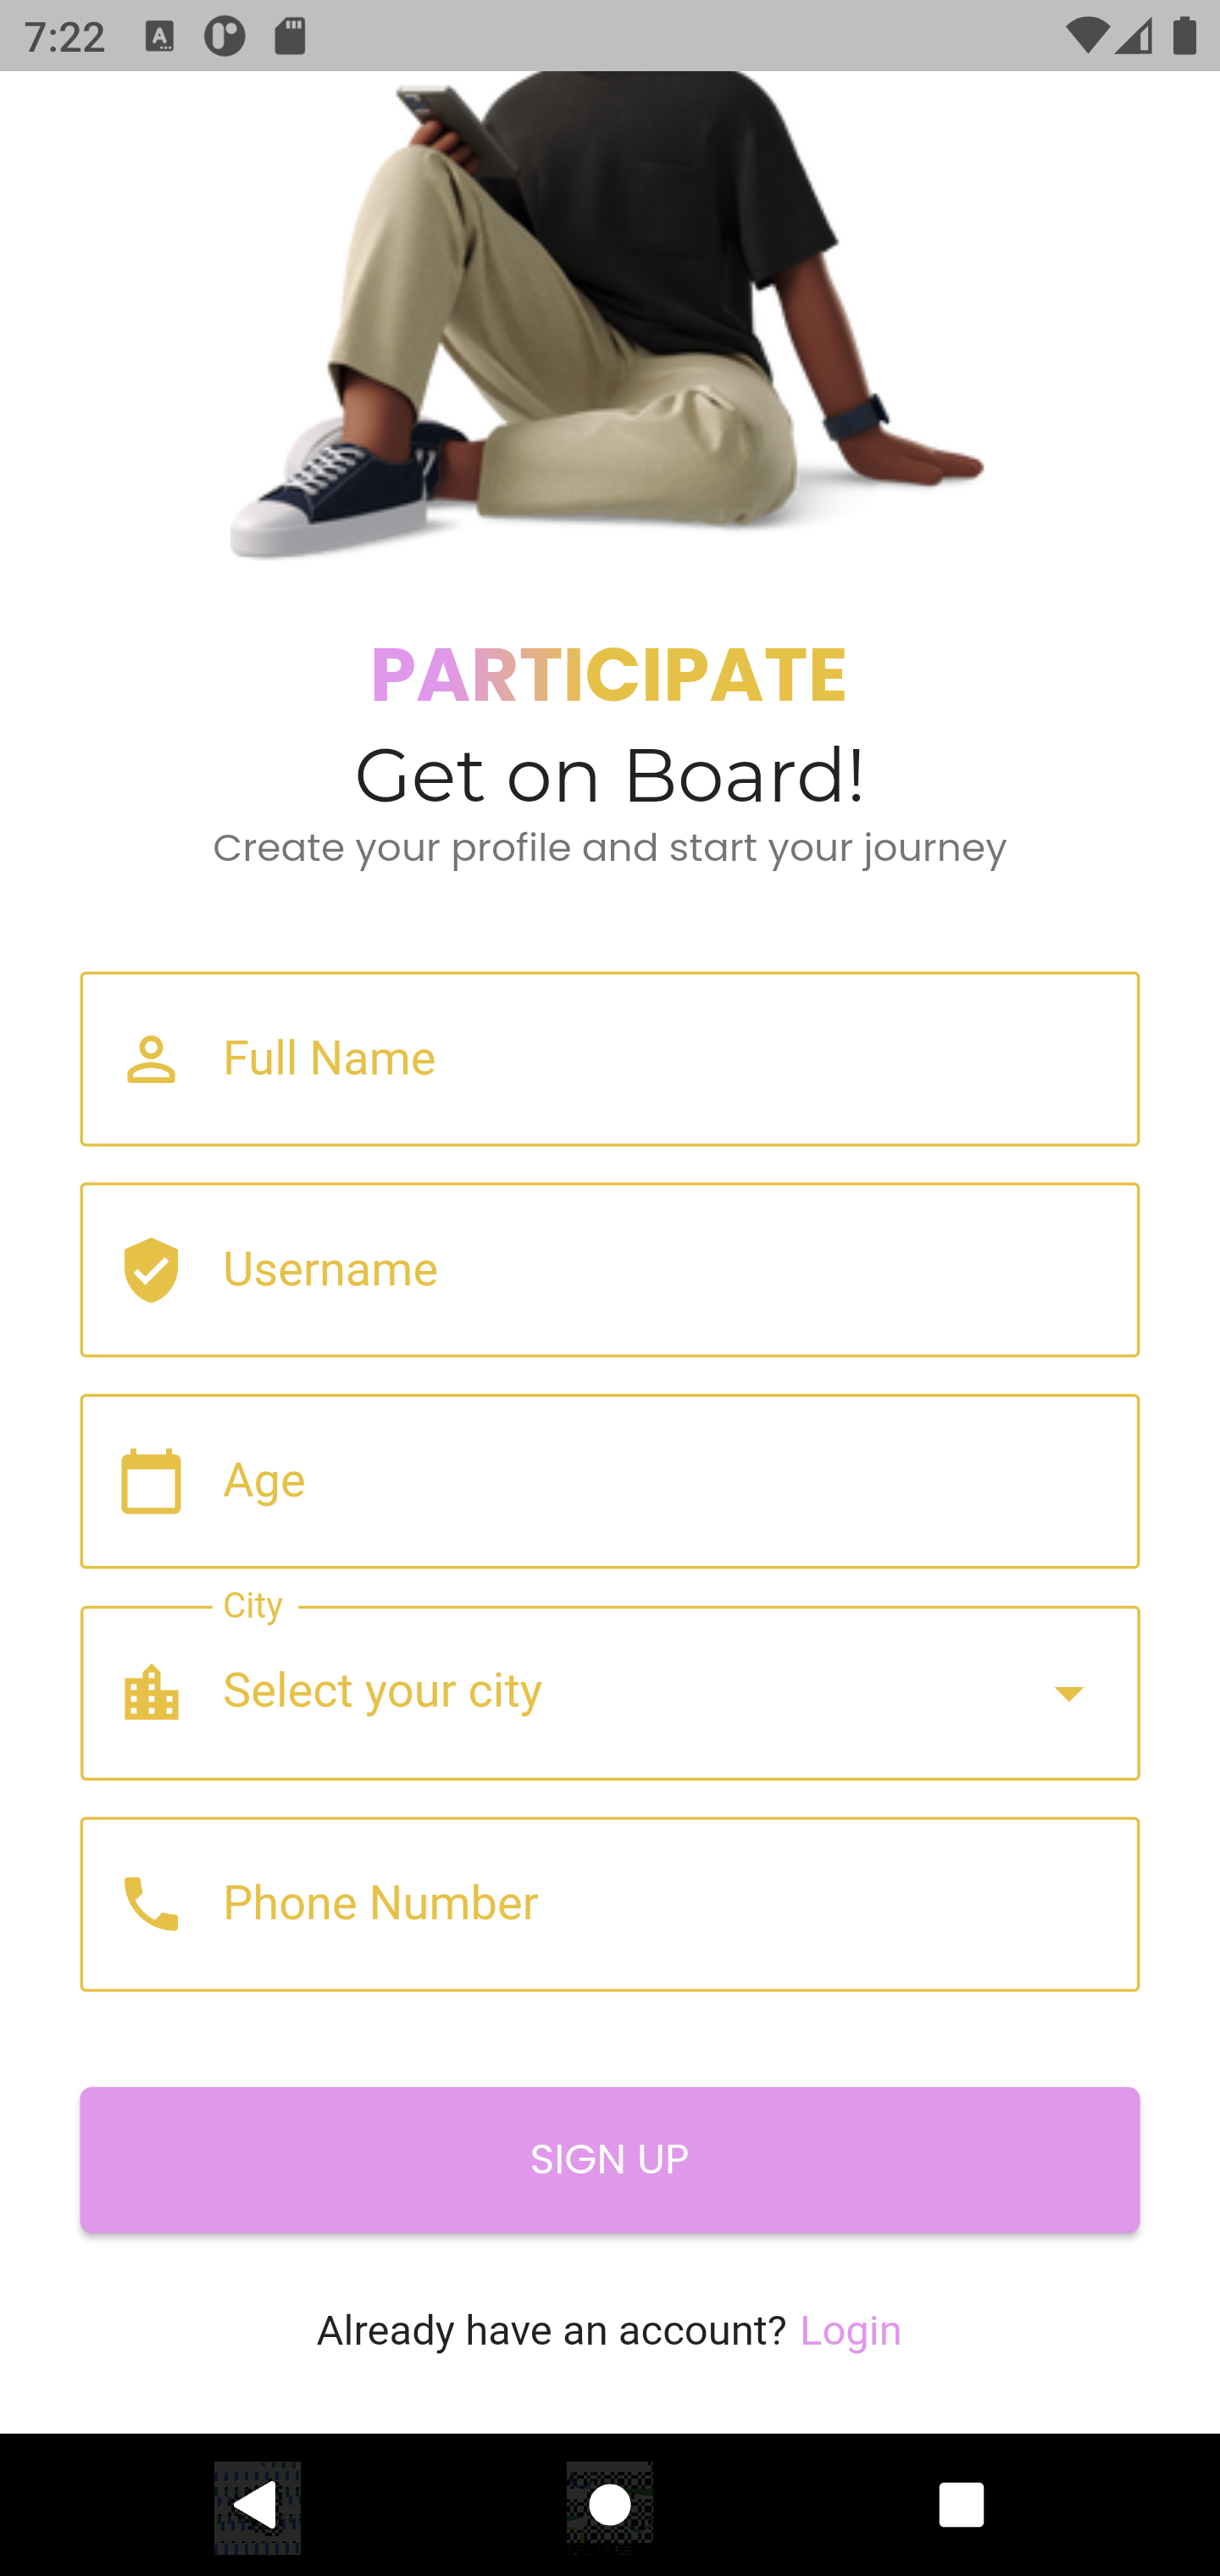 7:22
PARTICIPATE
Get on Board!
Create your profile and start your journey
Full Name
Username
Age
City
Select your city
Phone Number
SIGN UP
Already have an account? Login